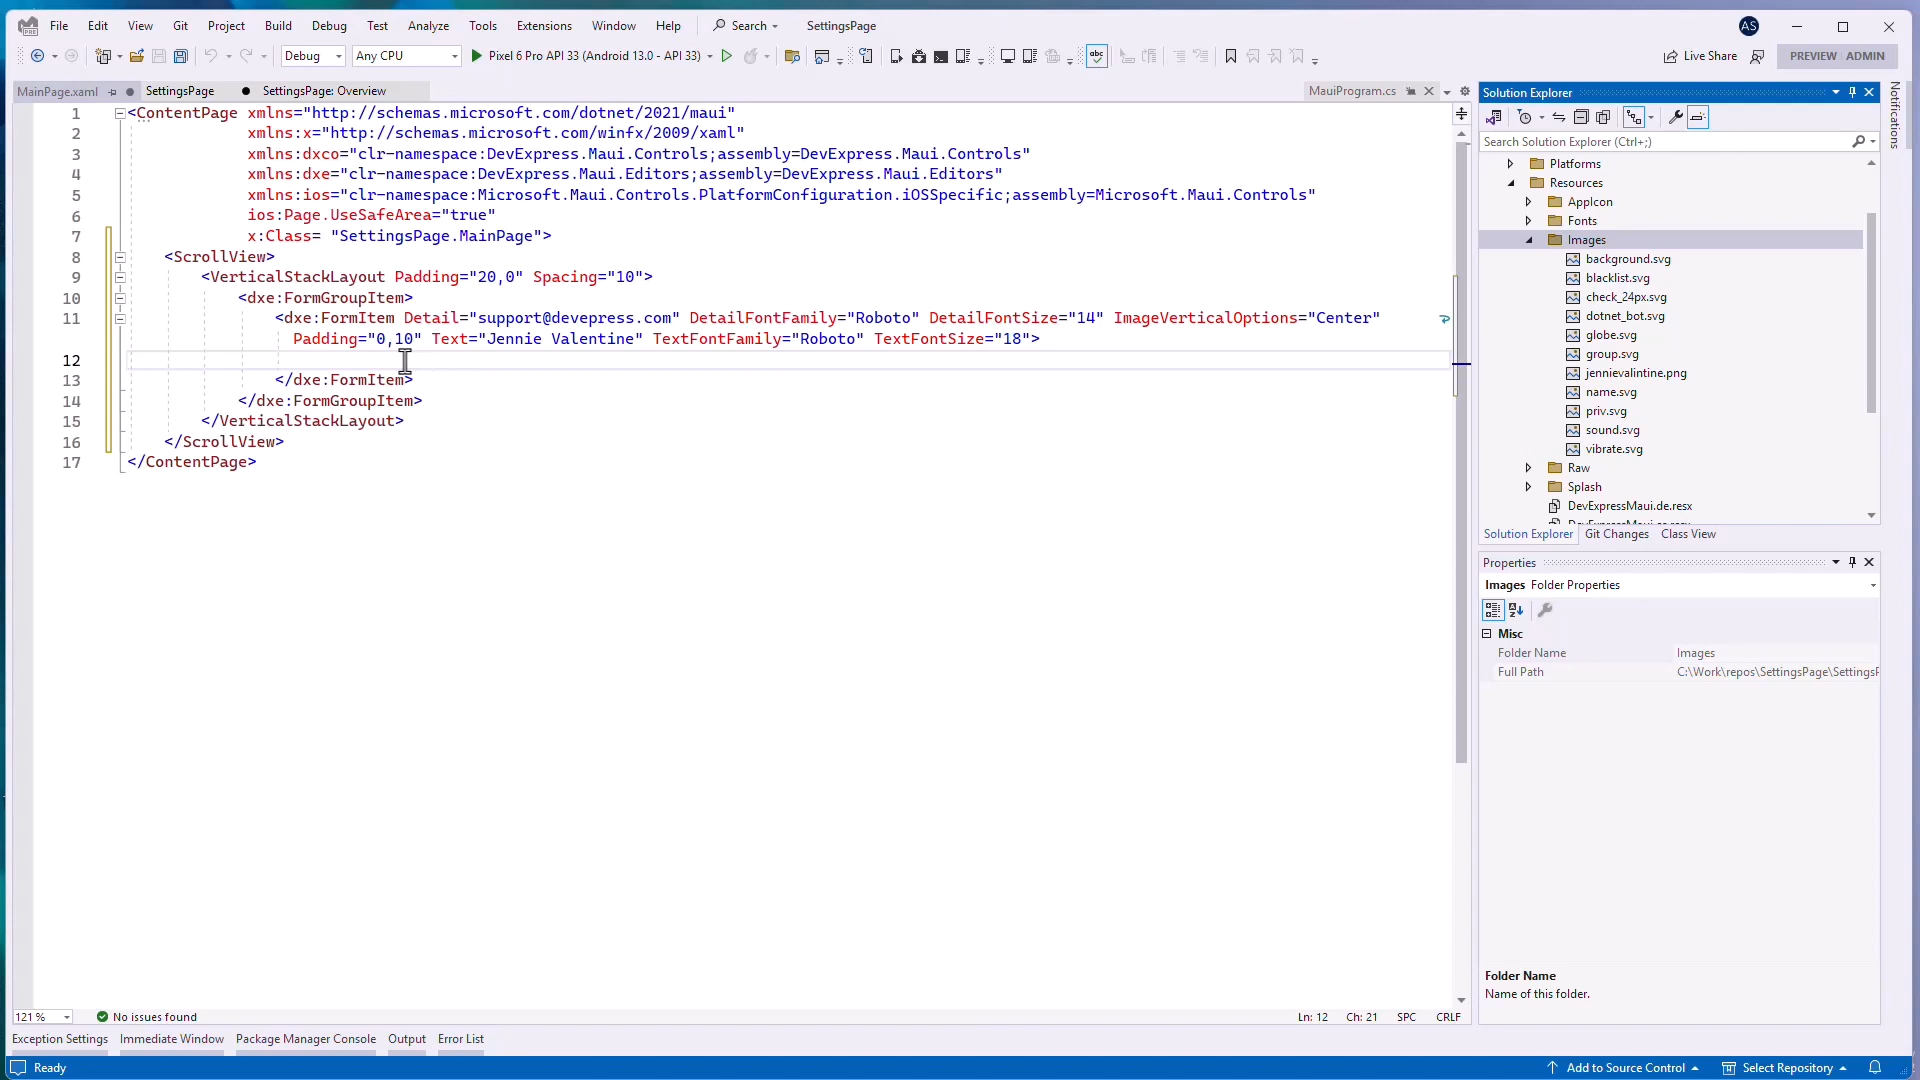 File Edit View Git Project Build Debug Test Analyze Tools Extensions Window Help Search SettingsPage AS
Debug Any CPU Pixel 6 Pro API 33 (Android 13.0 - API 33) abc Live Share PREVIEW ADMIN
MainPage.xaml SettingsPage SettingsPage: Overview MauiProgram.cs
1 <ContentPage xmlns="http://schemas.microsoft.com/dotnet/2021/maui"
2 xmlns:x="http://schemas.microsoft.com/winfx/2009/xaml"
3 xmlns:dxco="clr-namespace:DevExpress.Maui.Controls;assembly=DevExpress.Maui.Controls"
4 xmlns:dxe="clr-namespace:DevExpress.Maui.Editors;assembly=DevExpress.Maui.Editors"
5 xmlns:ios="clr-namespace:Microsoft.Maui.Controls.PlatformConfiguration.iOSSpecific;assembly=Microsoft.Maui.Controls"
6 ios:Page.UseSafeArea="true"
7 x:Class= "SettingsPage.MainPage">
8 <ScrollView>
9 <VerticalStackLayout Padding="20,0" Spacing="10">
10 <dxe:FormGroupItem>
11 <dxe:FormItem Detail="support@devepress.com" DetailFontFamily="Roboto" DetailFontSize="14" ImageVerticalOptions="Center"
Padding="0,10" Text="Jennie Valentine" TextFontFamily="Roboto" TextFontSize="18">
12
13 </dxe:FormItem>
14 </dxe:FormGroupItem>
15 </VerticalStackLayout>
16 </ScrollView>
17 </ContentPage>
121 % No issues found Ln: 12 Ch: 21 SPC CRLF
Exception Settings Immediate Window Package Manager Console Output Error List
Ready Add to Source Control Select Repository
Solution Explorer
Search Solution Explorer (Ctrl+;)
Platforms
Resources
AppIcon
Fonts
Images
background.svg
blacklist.svg
check_24px.svg
dotnet_bot.svg
globe.svg
group.svg
jennievalintine.png
name.svg
priv.svg
sound.svg
vibrate.svg
Raw
Splash
DevExpressMaui.de.resx
Solution Explorer Git Changes Class View
Properties
Images Folder Properties
Misc
Folder Name Images
Full Path C:\Work\repos\SettingsPage\SettingsP
Folder Name
Name of this folder.
Notifications